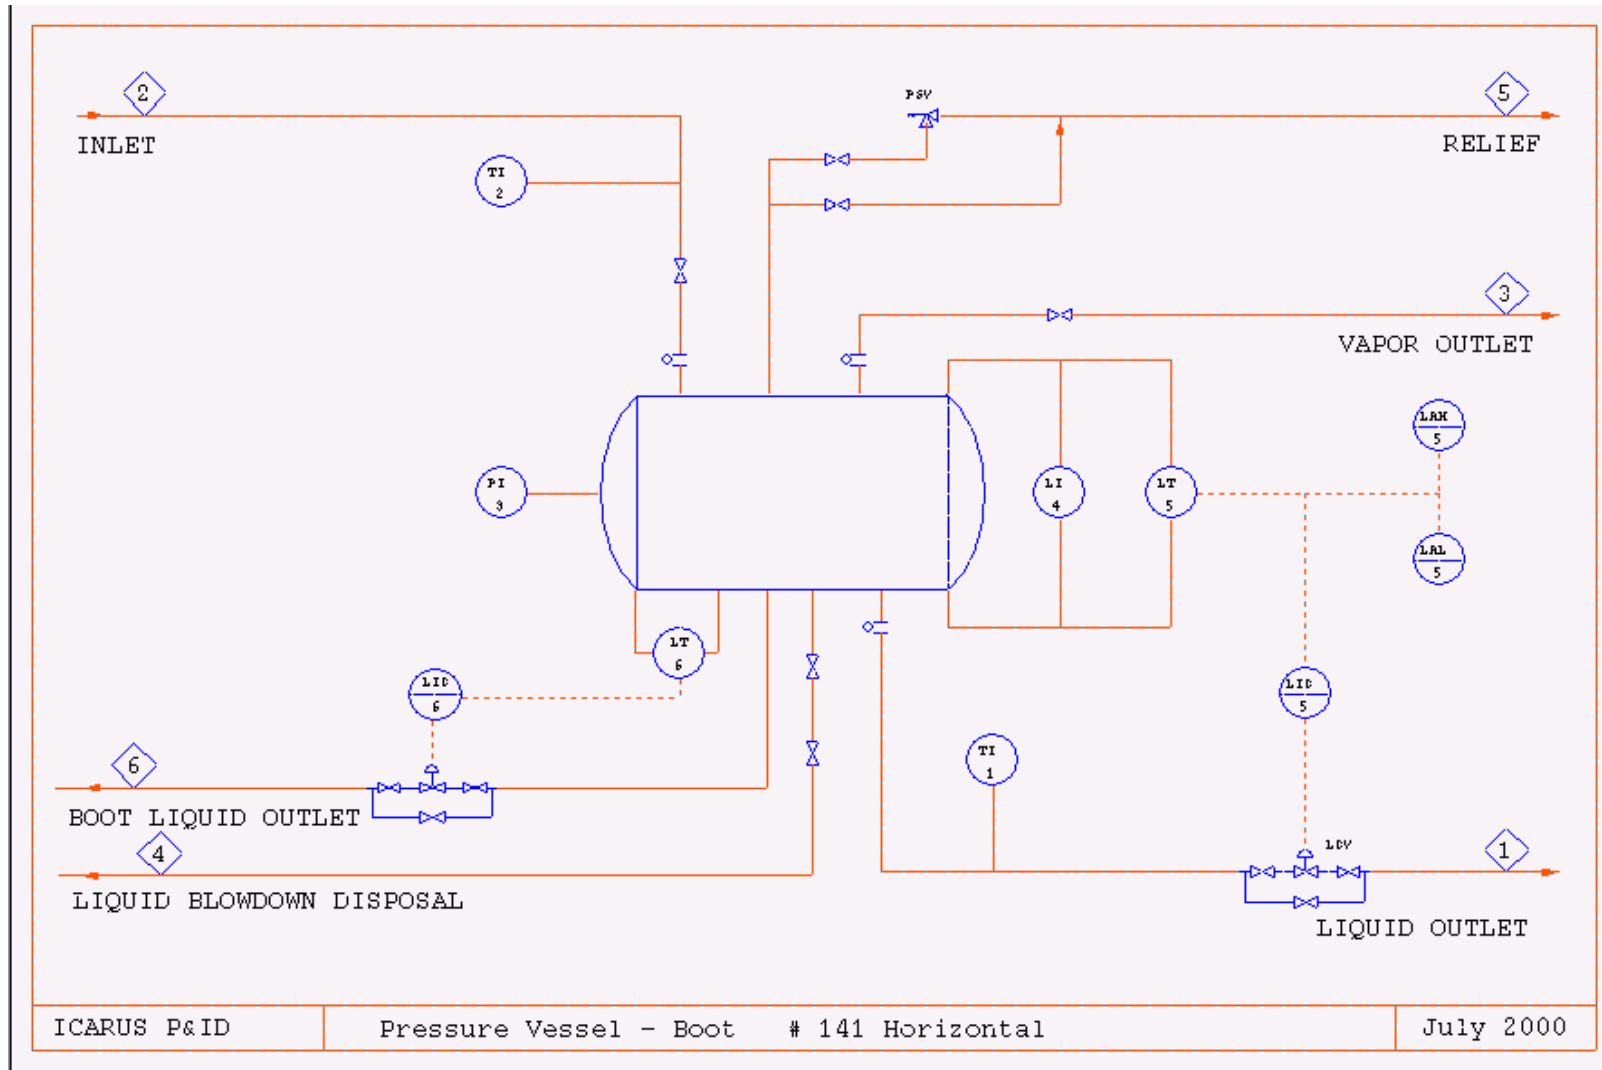 2
INLET
PSV
5
RELIEF
TI
2
3
VAPOR OUTLET
LAH
5
PI
3
LI
4
LT
5
LAL
5
LT
6
LIC
6
LIC
5
TI
1
6
BOOT LIQUID OUTLET
4
LIQUID BLOWDOWN DISPOSAL
LCV
1
LIQUID OUTLET
ICARUS P&ID
Pressure Vessel - Boot # 141 Horizontal
July 2000